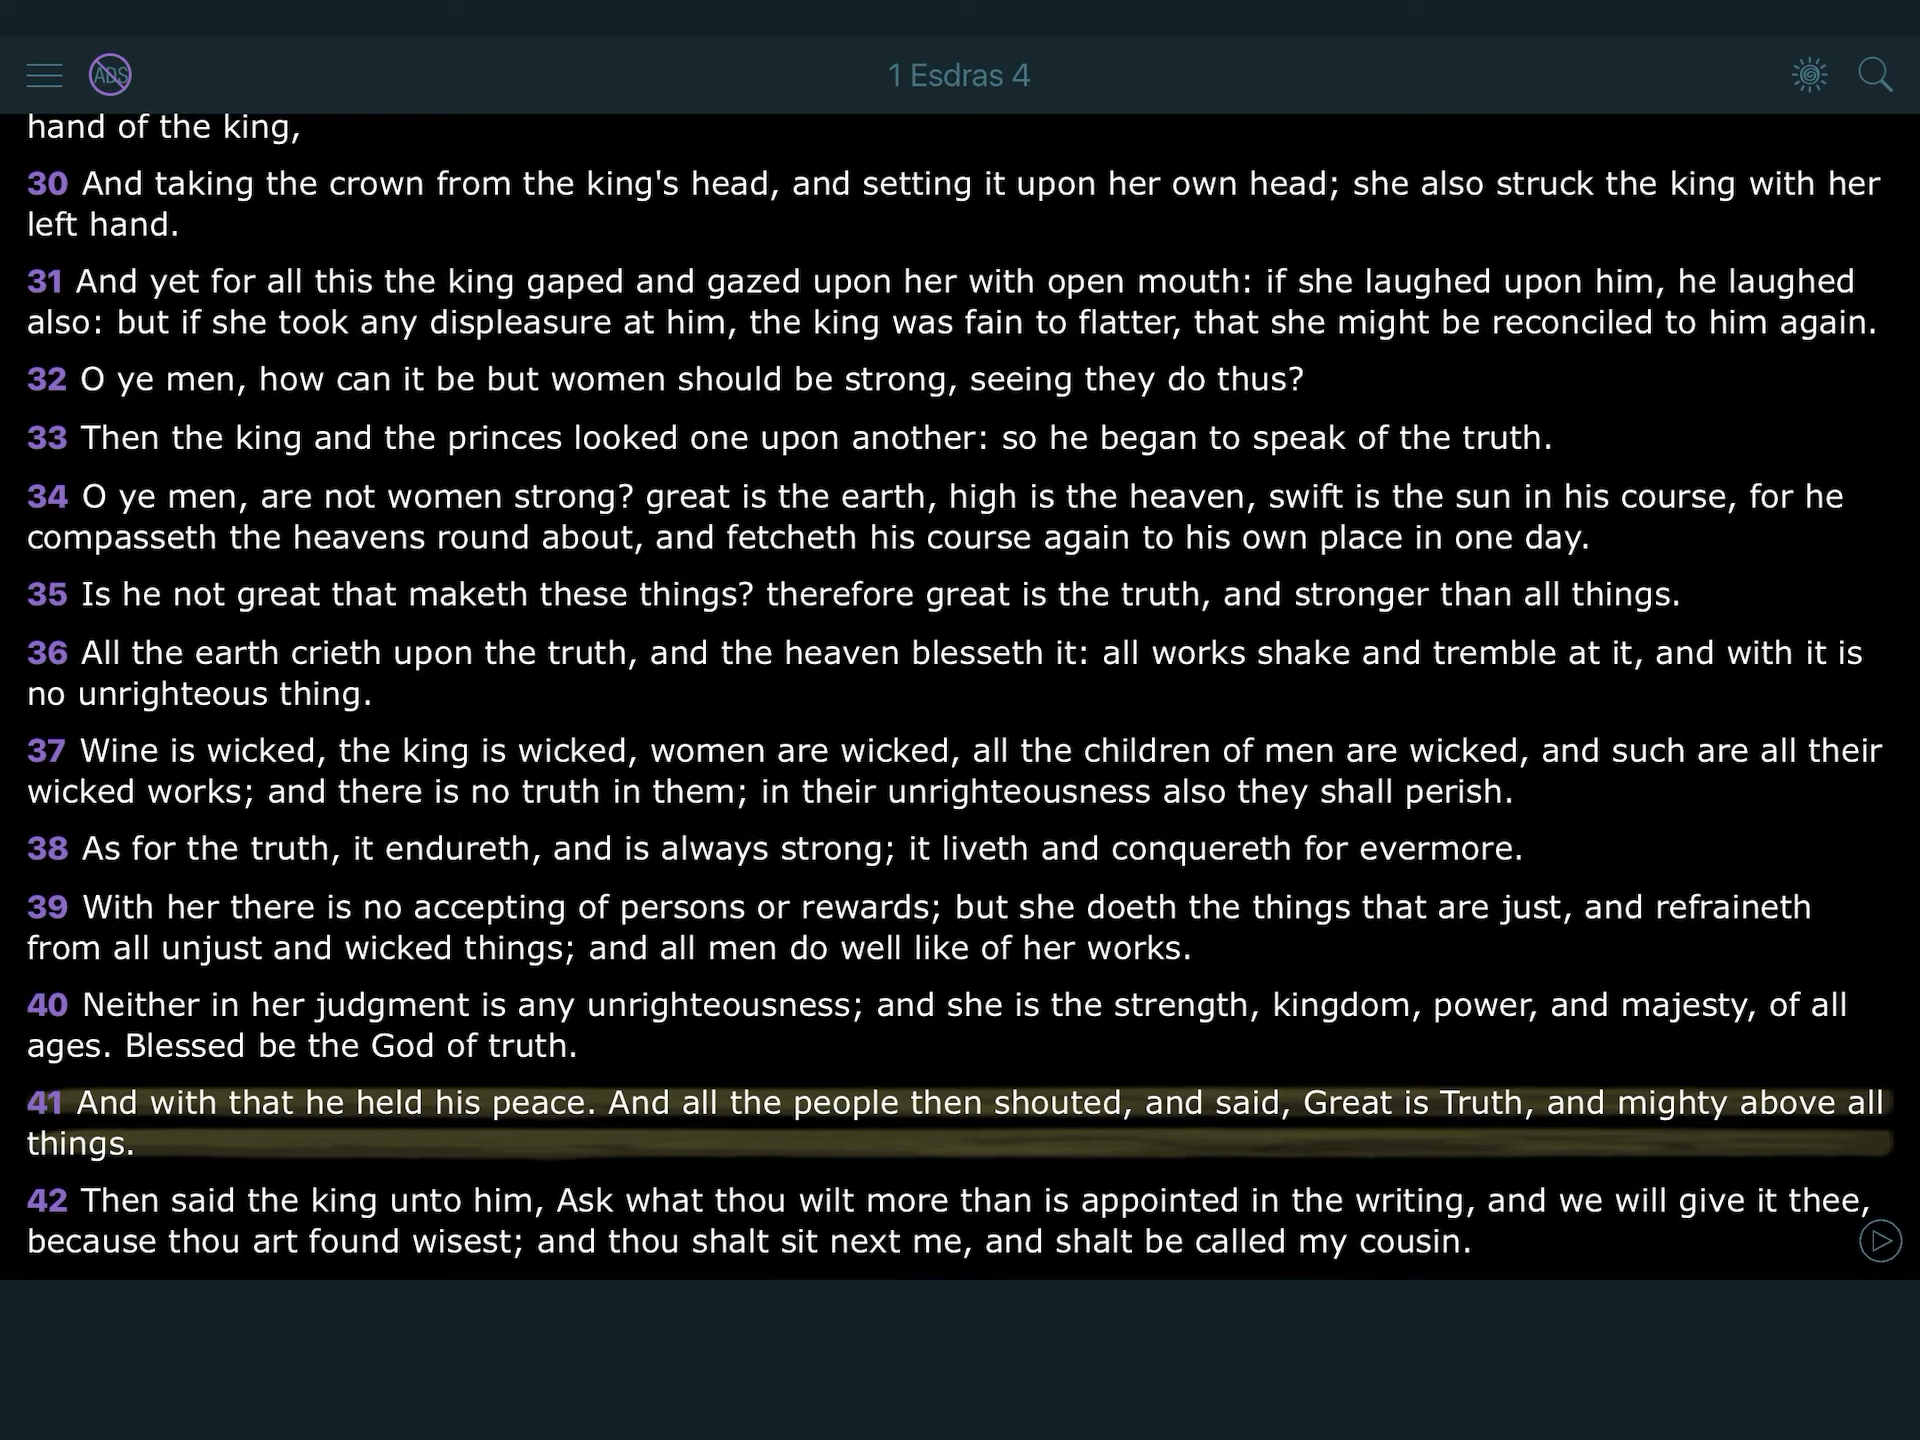 ADS
1 Esdras 4
hand of the king,
30 And taking the crown from the king's head, and setting it upon her own head; she also struck the king with her
left hand.
31 And yet for all this the king gaped and gazed upon her with open mouth: if she laughed upon him, he laughed
also: but if she took any displeasure at him, the king was fain to flatter, that she might be reconciled to him again.
32 O ye men, how can it be but women should be strong, seeing they do thus?
33 Then the king and the princes looked one upon another: so he began to speak of the truth.
34 O ye men, are not women strong? great is the earth, high is the heaven, swift is the sun in his course, for he
compasseth the heavens round about, and fetcheth his course again to his own place in one day.
35 Is he not great that maketh these things? therefore great is the truth, and stronger than all things.
36 All the earth crieth upon the truth, and the heaven blesseth it: all works shake and tremble at it, and with it is
no unrighteous thing.
37 Wine is wicked, the king is wicked, women are wicked, all the children of men are wicked, and such are all their
wicked works; and there is no truth in them; in their unrighteousness also they shall perish.
38 As for the truth, it endureth, and is always strong; it liveth and conquereth for evermore.
39 With her there is no accepting of persons or rewards; but she doeth the things that are just, and refraineth
from all unjust and wicked things; and all men do well like of her works.
40 Neither in her judgment is any unrighteousness; and she is the strength, kingdom, power, and majesty, of all
ages. Blessed be the God of truth.
41 And with that he held his peace. And all the people then shouted, and said, Great is Truth, and mighty above all
things.
42 Then said the king unto him, Ask what thou wilt more than is appointed in the writing, and we will give it thee,
because thou art found wisest; and thou shalt sit next me, and shalt be called my cousin.